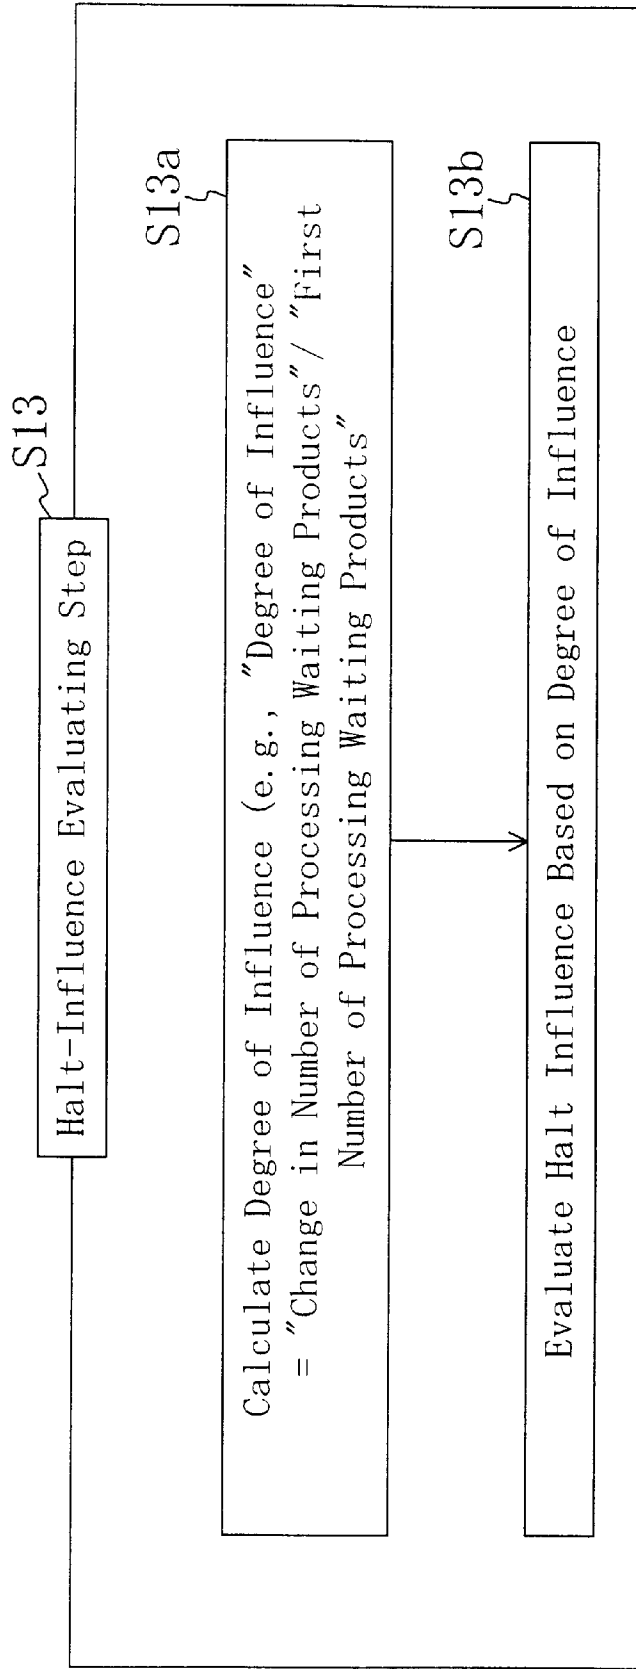 S13
Halt-Influence Evaluating Step
S13a
Calculate Degree of Influence (e.g., "Degree of Influence"
= "Change in Number of Processing Waiting Products"/ "First
Number of Processing Waiting Products"
S13b
Evaluate Halt Influence Based on Degree of Influence